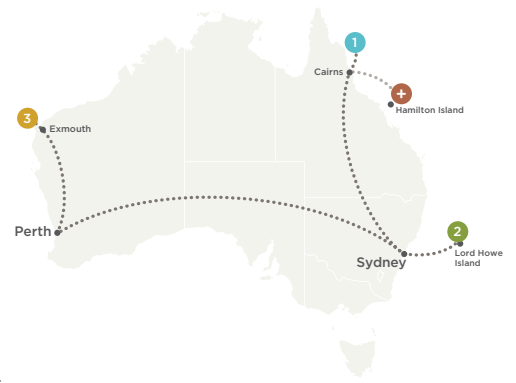 1
Cairns
+
Hamilton Island
3
Exmouth
Perth
2
Sydney
Lord Howe
Island